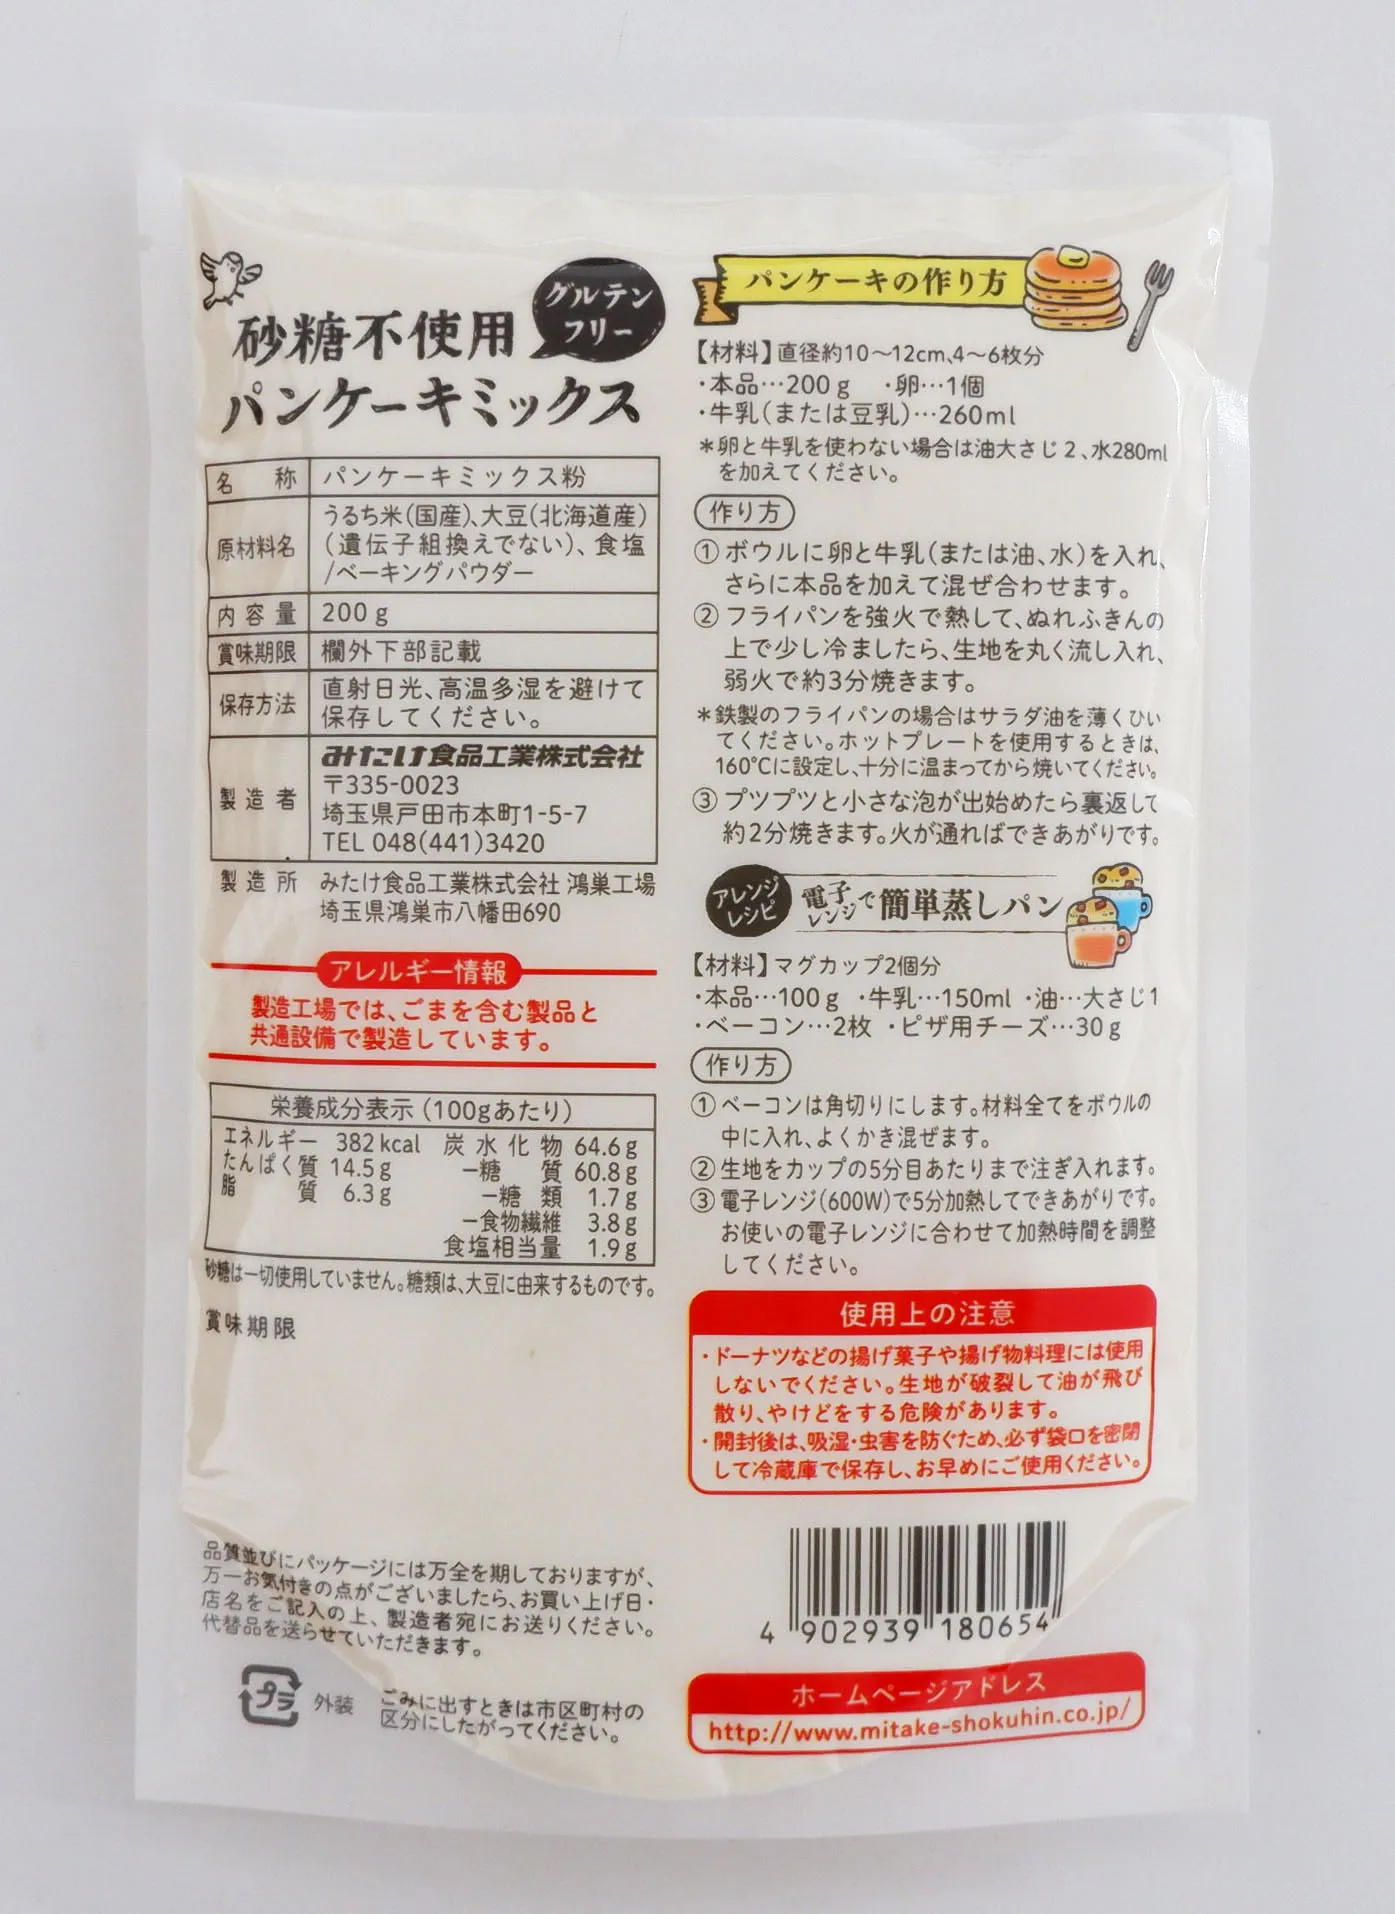 砂糖不使用
グルテン
フリー
パンケーキミックス
名称 パンケーキミックス粉
原材料名 うるち米(国産)、大豆(北海道産)
(遺伝子組換えでない)、食塩
/ベーキングパウダー
内容量 200g
賞味期限 欄外下部記載
保存方法 直射日光、高温多湿を避けて
保存してください。
製造者 みたけ食品工業株式会社
〒335-0023
埼玉県戸田市本町1-5-7
TEL 048(441)3420
製造所 みたけ食品工業株式会社 鴻巣工場
埼玉県鴻巣市八幡田690
アレルギー情報
製造工場では、ごまを含む製品と
共通設備で製造しています。
栄養成分表示(100gあたり)
エネルギー 382kcal 炭水化物 64.6g
たんぱく質 14.5g −糖質 60.8g
脂質 6.3g −糖類 1.7g
−食物繊維 3.8g
食塩相当量 1.9g
砂糖は一切使用していません。糖類は、大豆に由来するものです。
賞味期限
品質並びにパッケージには万全を期しておりますが、
万一お気付きの点がございましたら、お買い上げ日・
店名をご記入の上、製造者宛にお送りください。
代替品を送らせていただきます。
プラ 外装 ごみに出すときは市区町村の
区分にしたがってください。
パンケーキの作り方
【材料】直径約10〜12cm、4〜6枚分
・本品…200g ・卵…1個
・牛乳(または豆乳)…260ml
*卵と牛乳を使わない場合は油大さじ2、水280ml
を加えてください。
作り方
①ボウルに卵と牛乳(または油、水)を入れ、
さらに本品を加えて混ぜ合わせます。
②フライパンを強火で熱して、ぬれふきんの
上で少し冷ましたら、生地を丸く流し入れ、
弱火で約3分焼きます。
*鉄製のフライパンの場合はサラダ油を薄くひい
てください。ホットプレートを使用するときは、
160℃に設定し、十分に温まってから焼いてください。
③プツプツと小さな泡が出始めたら裏返して
約2分焼きます。火が通ればできあがりです。
アレンジ
レシピ
電子レンジで簡単蒸しパン
【材料】マグカップ2個分
・本品…100g ・牛乳…150ml ・油…大さじ1
・ベーコン…2枚 ・ピザ用チーズ…30g
作り方
①ベーコンは角切りにします。材料全てをボウルの
中に入れ、よくかき混ぜます。
②生地をカップの5分目あたりまで注ぎ入れます。
③電子レンジ(600W)で5分加熱してできあがりです。
お使いの電子レンジに合わせて加熱時間を調整
してください。
使用上の注意
・ドーナツなどの揚げ菓子や揚げ物料理には使用
しないでください。生地が破裂して油が飛び
散り、やけどをする危険があります。
・開封後は、吸湿・虫害を防ぐため、必ず袋口を密閉
して冷蔵庫で保存し、お早めにご使用ください。
4 902939 180654
ホームページアドレス
http://www.mitake-shokuhin.co.jp/